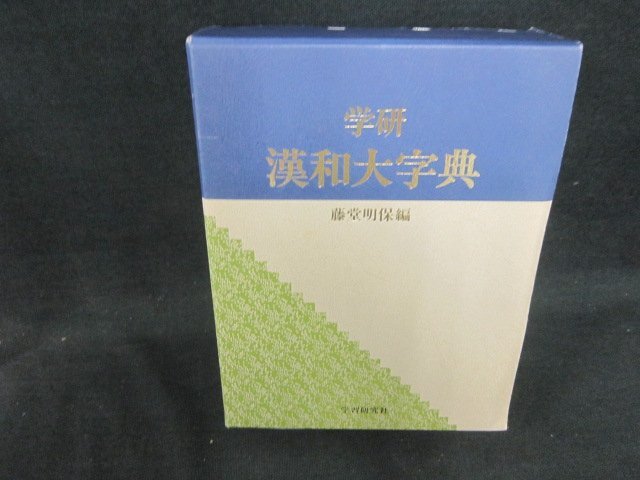 学研
漢和大字典
藤堂明保編
学習研究社